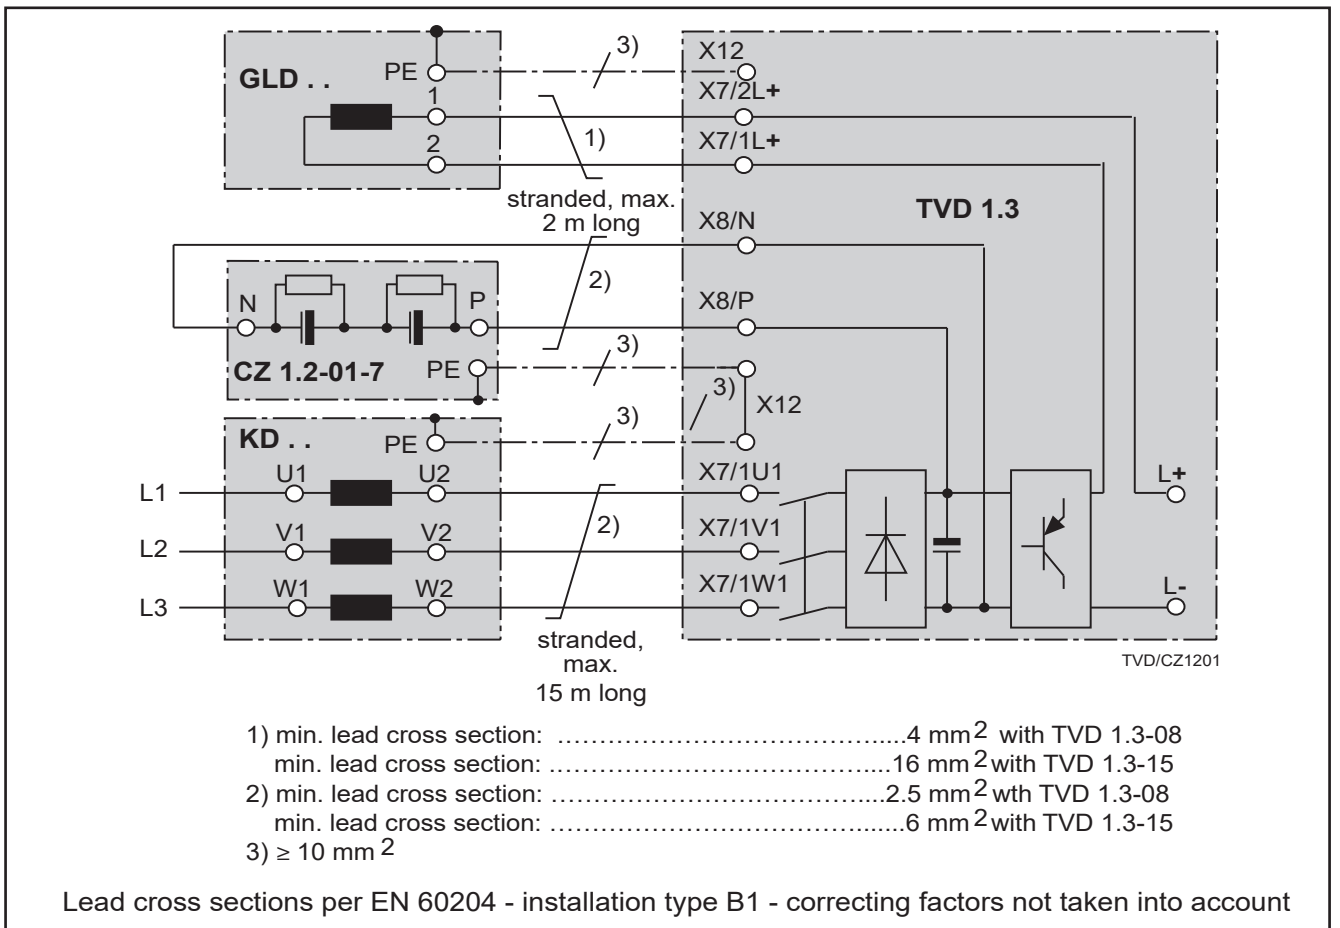 GLD . .
PE
1
2
3)
X12
X7/2L+
X7/1L+
1)
stranded, max.
2 m long
TVD 1.3
X8/N
2)
N
P
X8/P
CZ 1.2-01-7
PE
3)
3)
X12
KD . .
PE
3)
L1
U1
U2
X7/1U1
L+
L2
V1
V2
2)
X7/1V1
L3
W1
W2
X7/1W1
L-
stranded,
max.
15 m long
TVD/CZ1201
1) min. lead cross section: ……………………………….....4 mm2 with TVD 1.3-08
min. lead cross section: …………………………………...16 mm2 with TVD 1.3-15
2) min. lead cross section: ………………………………....2.5 mm2 wth TVD 1.3-08
min. lead cross section: ……………………………….......6 mm2 with TVD 1.3-15
3) ≥ 10 mm2
Lead cross sections per EN 60204 - installation type B1 - correcting factors not taken into account